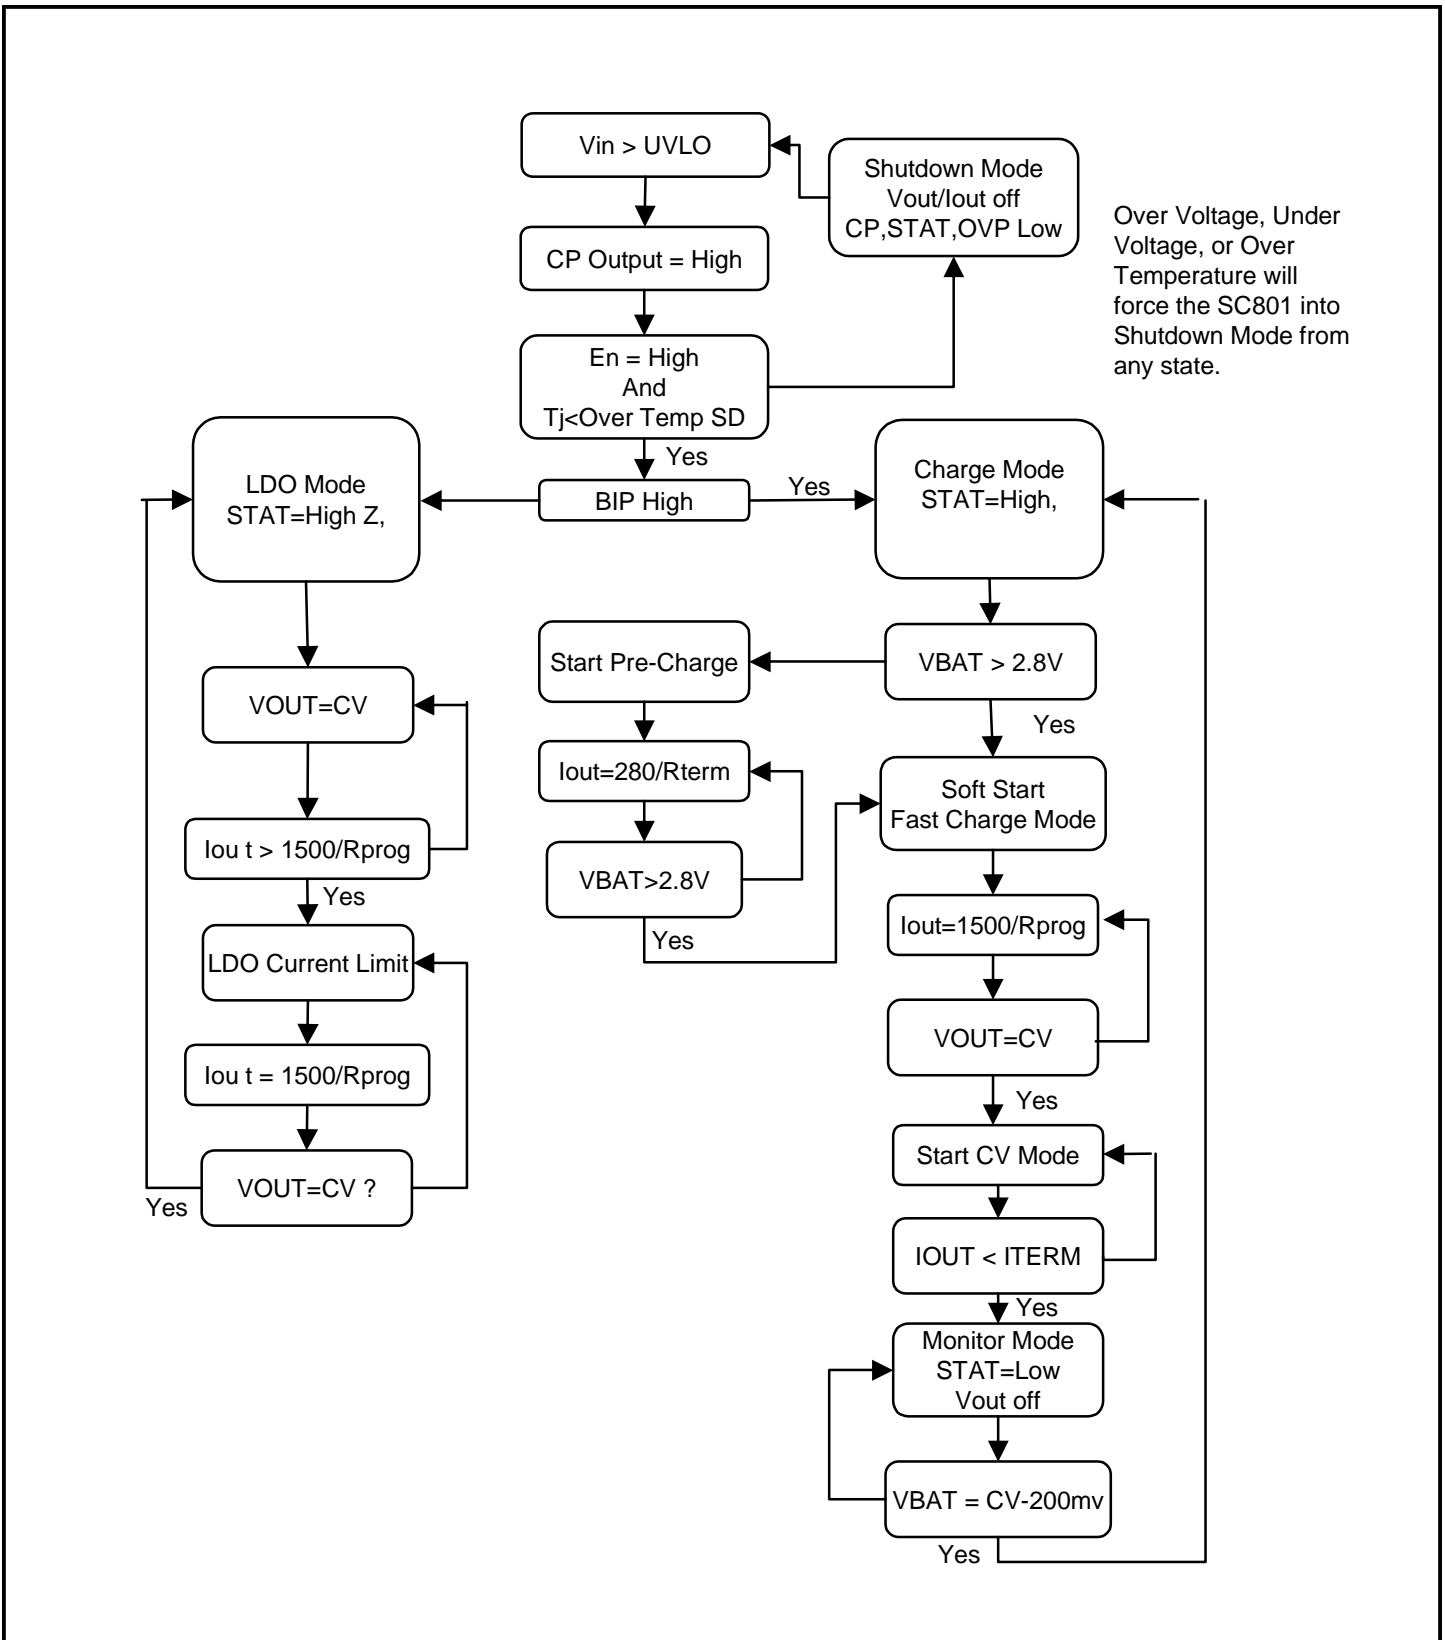 Vin > UVLO
Shutdown Mode
Vout/Iout off
CP,STAT,OVP Low
Over Voltage, Under
Voltage, or Over
Temperature will
force the SC801 into
Shutdown Mode from
any state.
CP Output = High
En = High
And
Tj<Over Temp SD
Yes
LDO Mode
STAT=High Z,
BIP High
Yes
Charge Mode
STAT=High,
Start Pre-Charge
VBAT > 2.8V
Yes
VOUT=CV
Iout=280/Rterm
Soft Start
Fast Charge Mode
Iou t > 1500/Rprog
Yes
VBAT>2.8V
Yes
Iout=1500/Rprog
LDO Current Limit
VOUT=CV
Yes
Iou t = 1500/Rprog
Start CV Mode
VOUT=CV ?
Yes
IOUT < ITERM
Yes
Monitor Mode
STAT=Low
Vout off
VBAT = CV-200mv
Yes